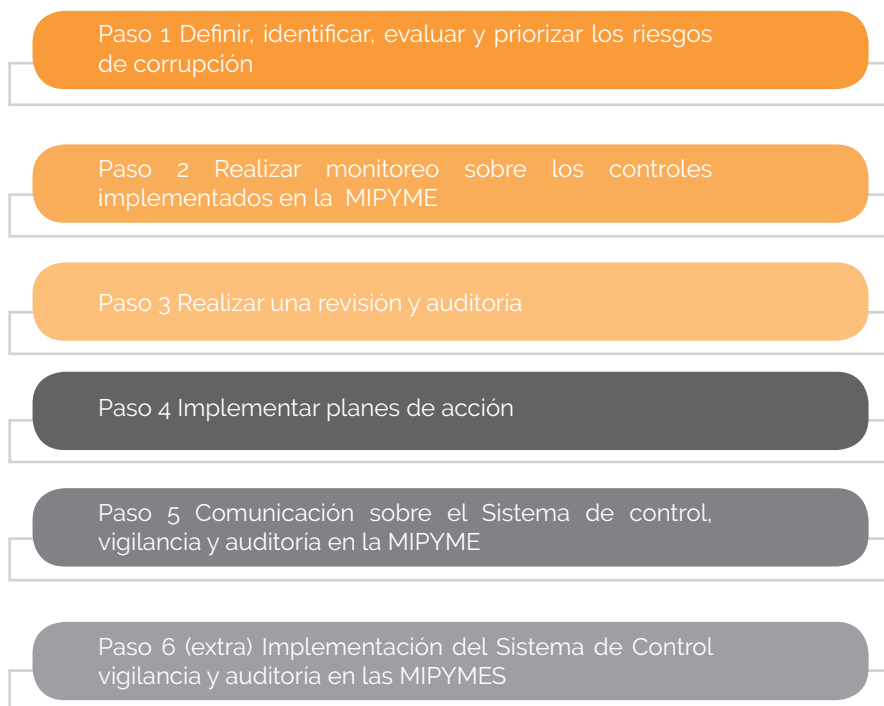 Paso 1 Definir, identificar, evaluar y priorizar los riesgos
de corrupción
Paso 2 Realizar monitoreo sobre los controles
implementados en la MIPYME
Paso 3 Realizar una revisión y auditoría
Paso 4 Implementar planes de acción
Paso 5 Comunicación sobre el Sistema de control,
vigilancia y auditoría en la MIPYME
Paso 6 (extra) Implementación del Sistema de Control
vigilancia y auditoría en las MIPYMES